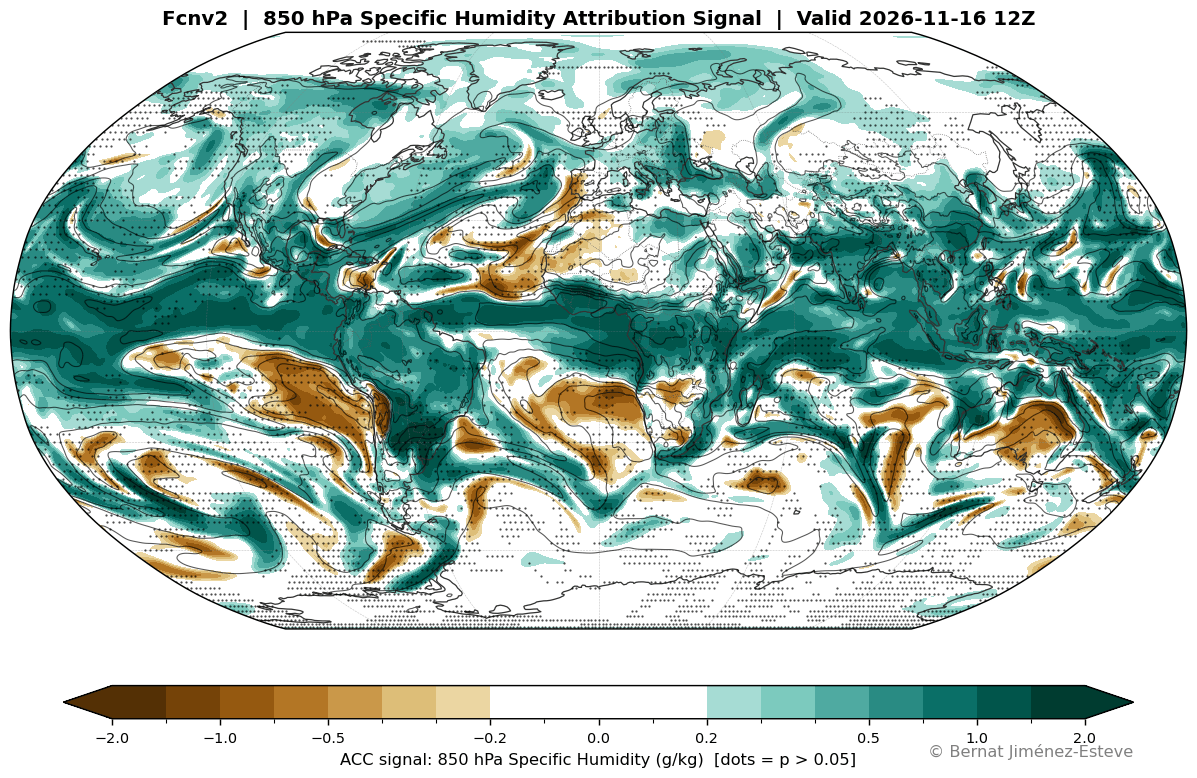 Fcnv2 | 850 hPa Specific Humidity Attribution Signal | Valid 2026-11-16 12Z
−2.0 −1.0 −0.5 −0.2 0.0 0.2 0.5 1.0 2.0
ACC signal: 850 hPa Specific Humidity (g/kg) [dots = p > 0.05]
© Bernat Jiménez-Esteve